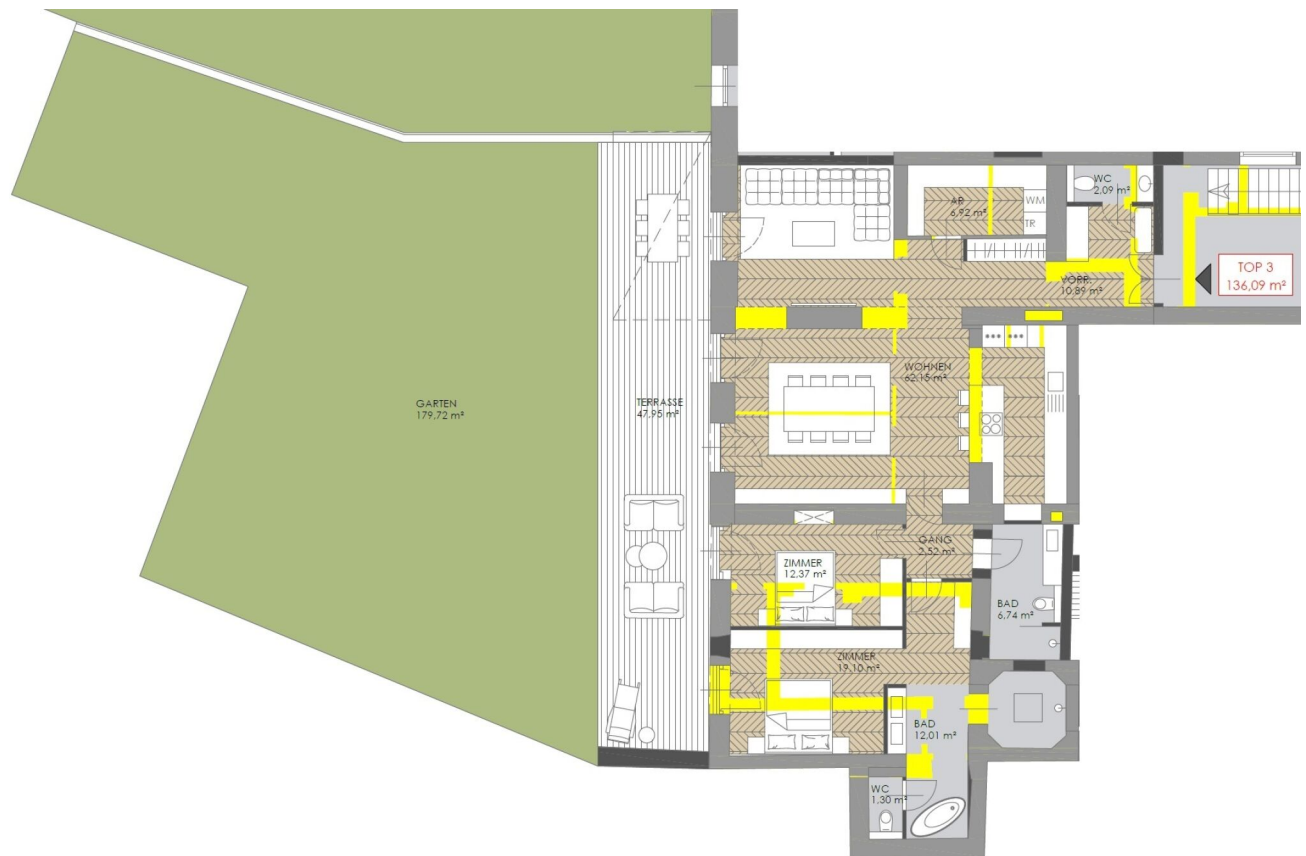 WC
2,09 m²
AR
6,92 m²
WM
TR
TOP 3
136,09 m²
VORR.
10,89 m²
WOHNEN
62,15 m²
GARTEN
179,72 m²
TERRASSE
47,95 m²
GANG
2,52 m²
ZIMMER
12,37 m²
BAD
6,74 m²
ZIMMER
19,10 m²
BAD
12,01 m²
WC
1,30 m²